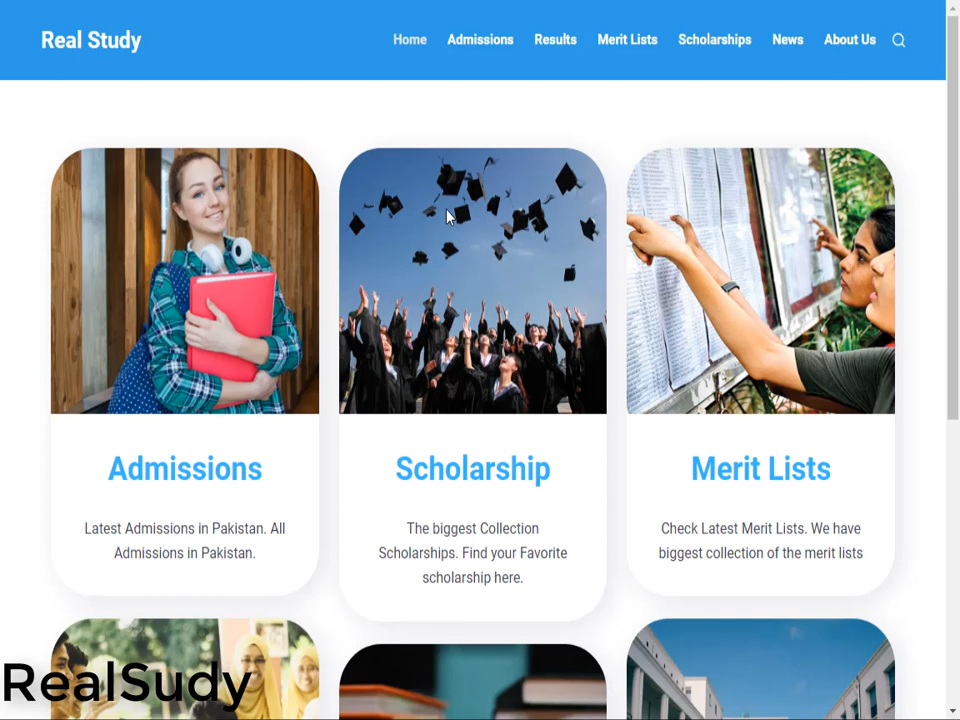 Real Study
Home Admissions Results Merit Lists Scholarships News About Us
Admissions
Latest Admissions in Pakistan. All
Admissions in Pakistan.
Scholarship
The biggest Collection
Scholarships. Find your Favorite
scholarship here.
Merit Lists
Check Latest Merit Lists. We have
biggest collection of the merit lists
RealSudy